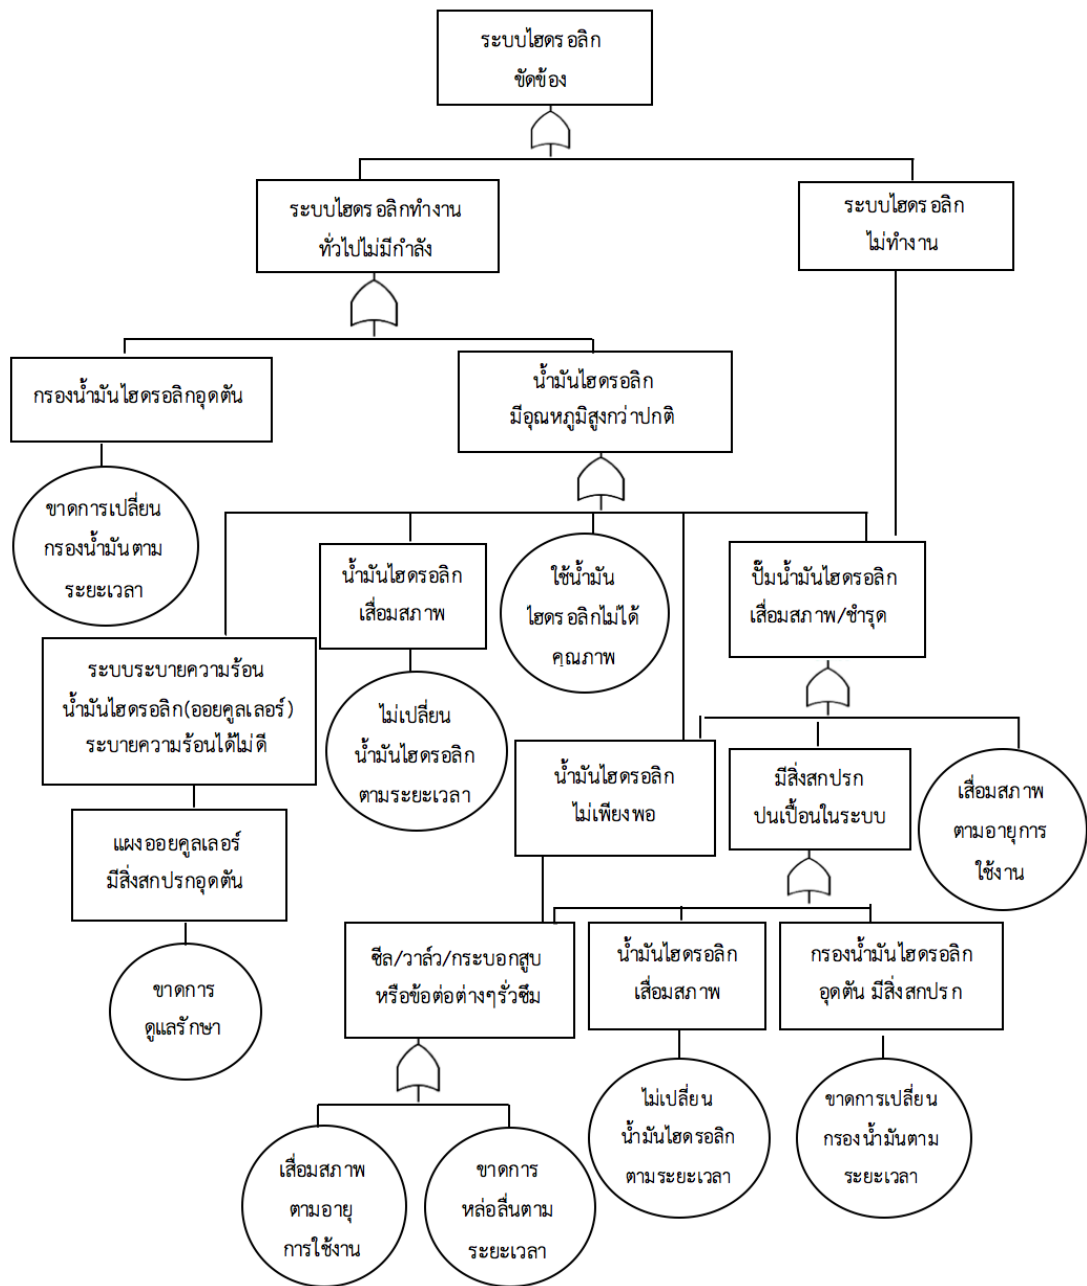 ระบบไฮดรอลิก
ขัดข้อง
ระบบไฮดรอลิกทำงาน
ทั่วไปไม่มีกำลัง
ระบบไฮดรอลิก
ไม่ทำงาน
กรองน้ำมันไฮดรอลิกอุดตัน
น้ำมันไฮดรอลิก
มีอุณหภูมิสูงกว่าปกติ
ขาดการเปลี่ยน
กรองน้ำมันตาม
ระยะเวลา
น้ำมันไฮดรอลิก
เสื่อมสภาพ
ใช้น้ำมัน
ไฮดรอลิกไม่ได้
คุณภาพ
ปั๊มน้ำมันไฮดรอลิก
เสื่อมสภาพ/ชำรุด
ระบบระบายความร้อน
น้ำมันไฮดรอลิก(ออยคูลเลอร์)
ระบายความร้อนได้ไม่ดี
ไม่เปลี่ยน
น้ำมันไฮดรอลิก
ตามระยะเวลา
น้ำมันไฮดรอลิก
ไม่เพียงพอ
มีสิ่งสกปรก
ปนเปื้อนในระบบ
เสื่อมสภาพ
ตามอายุการ
ใช้งาน
แผงออยคูลเลอร์
มีสิ่งสกปรกอุดตัน
ซีล/วาล์ว/กระบอกสูบ
หรือข้อต่อต่างๆรั่วซึม
น้ำมันไฮดรอลิก
เสื่อมสภาพ
กรองน้ำมันไฮดรอลิก
อุดตัน มีสิ่งสกปรก
ขาดการ
ดูแลรักษา
เสื่อมสภาพ
ตามอายุ
การใช้งาน
ขาดการ
หล่อลื่นตาม
ระยะเวลา
ไม่เปลี่ยน
น้ำมันไฮดรอลิก
ตามระยะเวลา
ขาดการเปลี่ยน
กรองน้ำมันตาม
ระยะเวลา